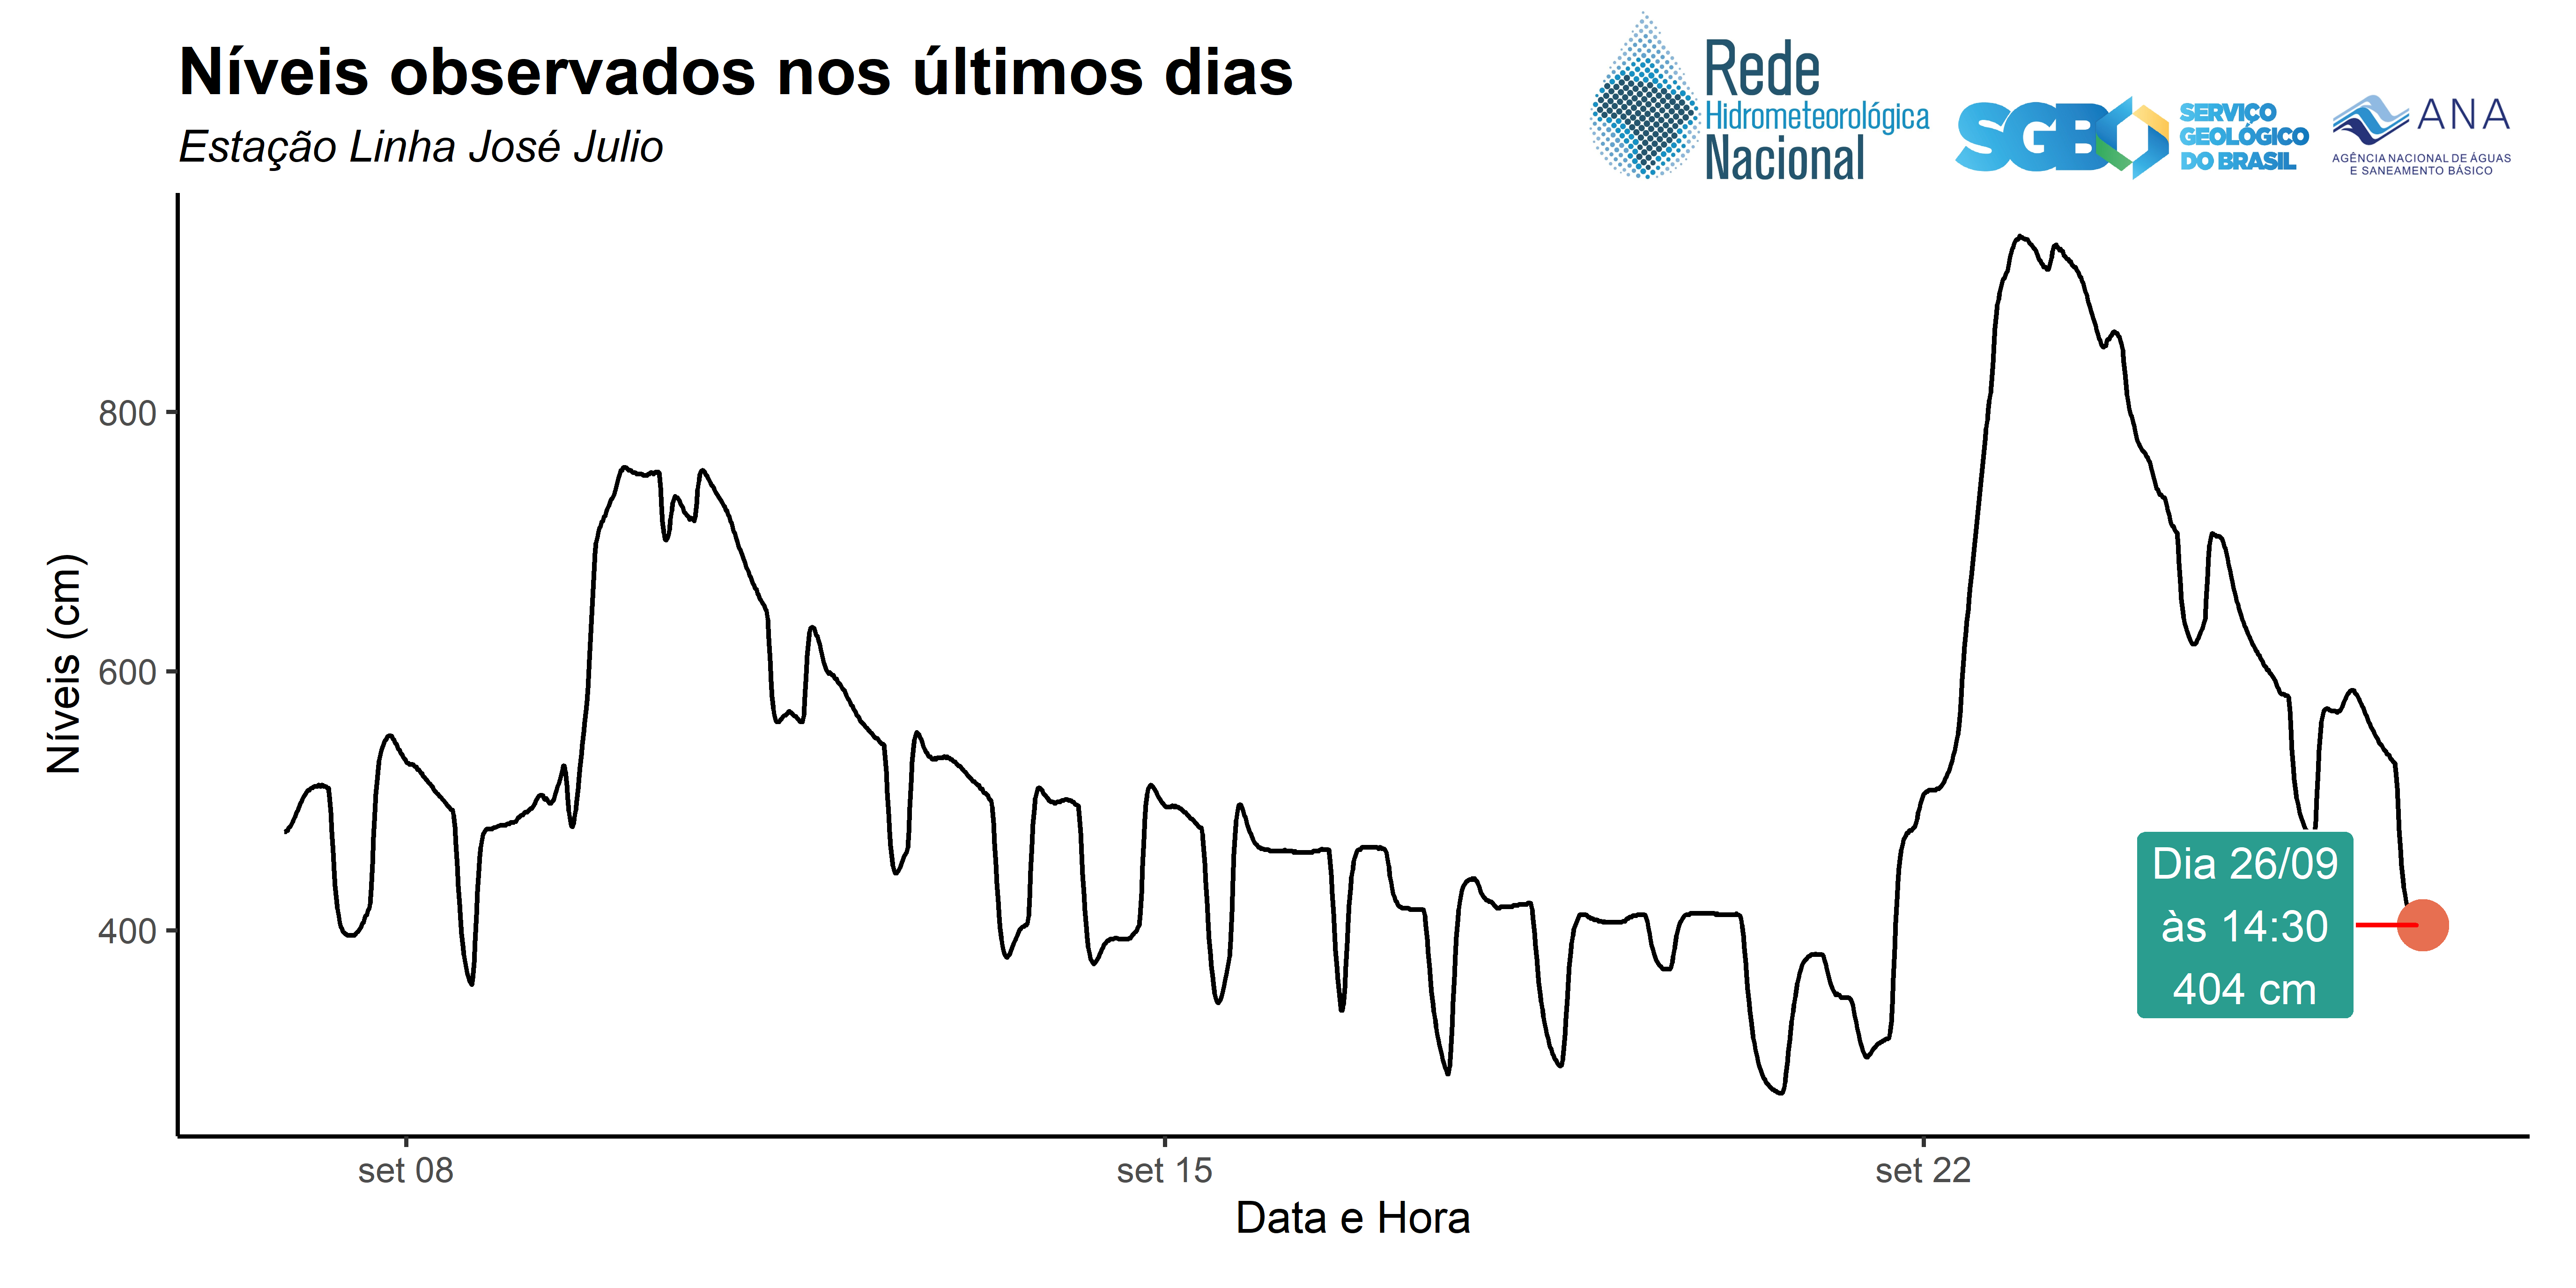 Níveis observados nos últimos dias
Estação Linha José Julio
Rede
Hidrometeorológica
Nacional
SGB
SERVIÇO
GEOLÓGICO
DO BRASIL
ANA
AGÊNCIA NACIONAL DE ÁGUAS
E SANEAMENTO BÁSICO
Níveis (cm)
800
600
400
Dia 26/09
às 14:30
404 cm
set 08
set 15
set 22
Data e Hora